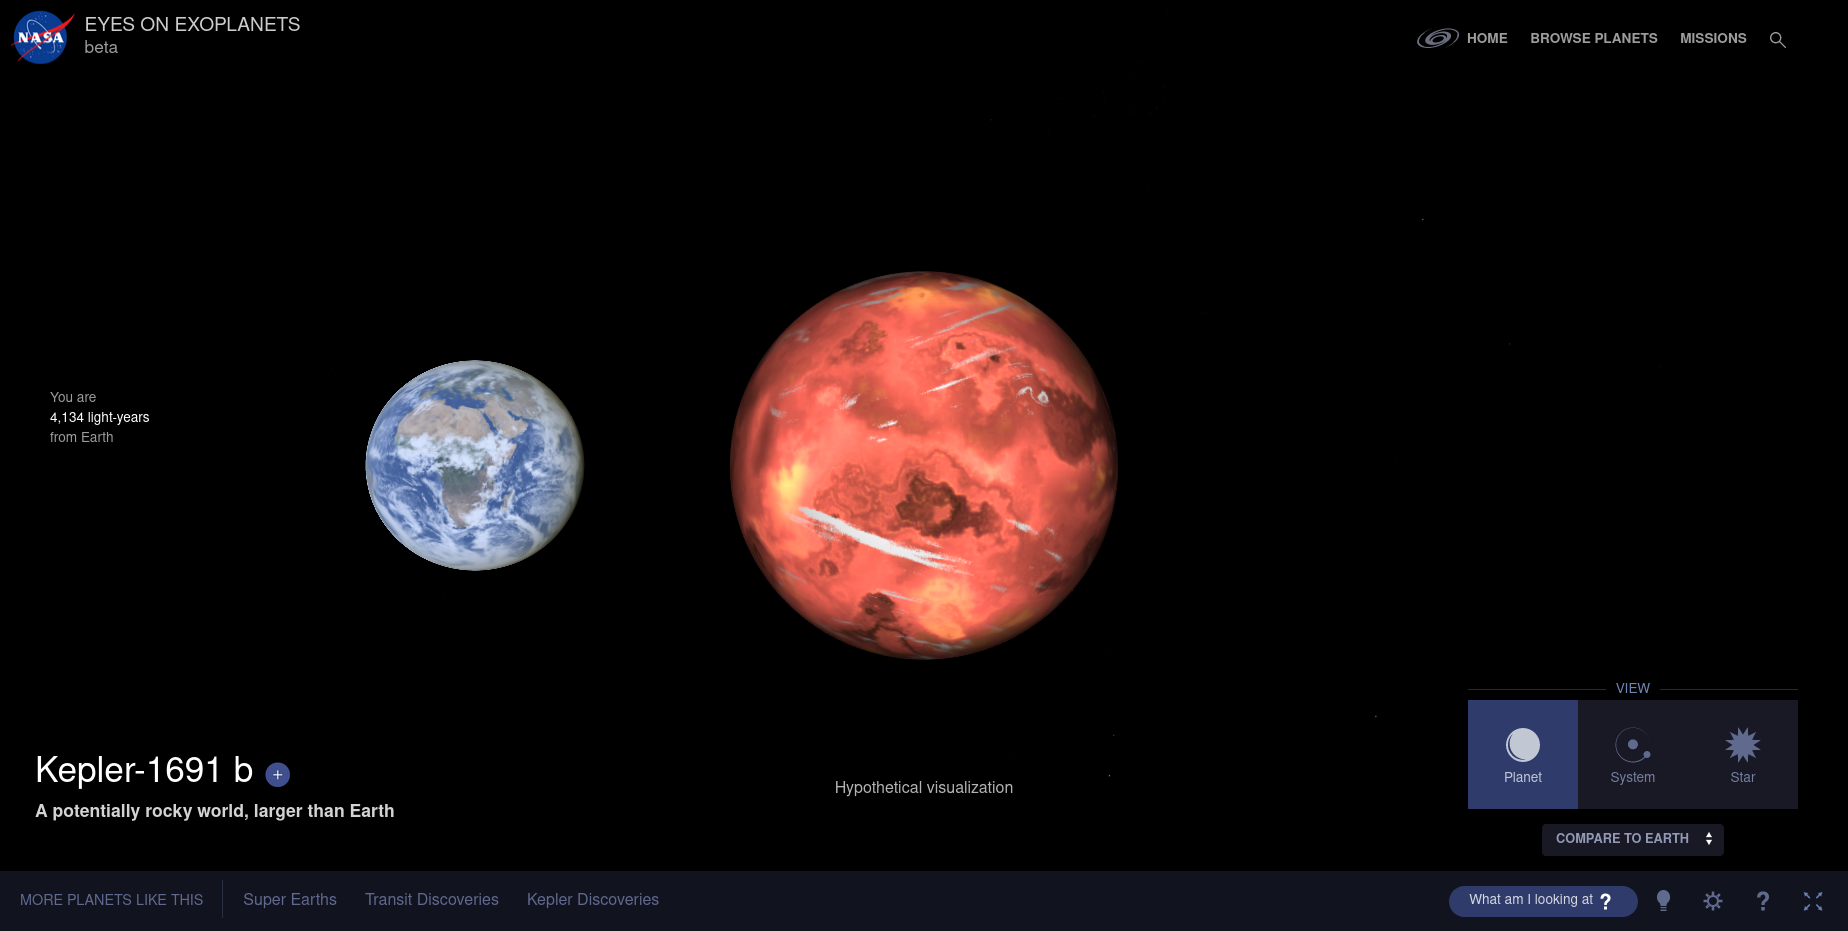 NASA
EYES ON EXOPLANETS
beta
HOME
BROWSE PLANETS
MISSIONS
You are
4,134 light-years
from Earth
Kepler-1691 b +
A potentially rocky world, larger than Earth
Hypothetical visualization
VIEW
Planet
System
Star
COMPARE TO EARTH
MORE PLANETS LIKE THIS
Super Earths
Transit Discoveries
Kepler Discoveries
What am I looking at ?
?